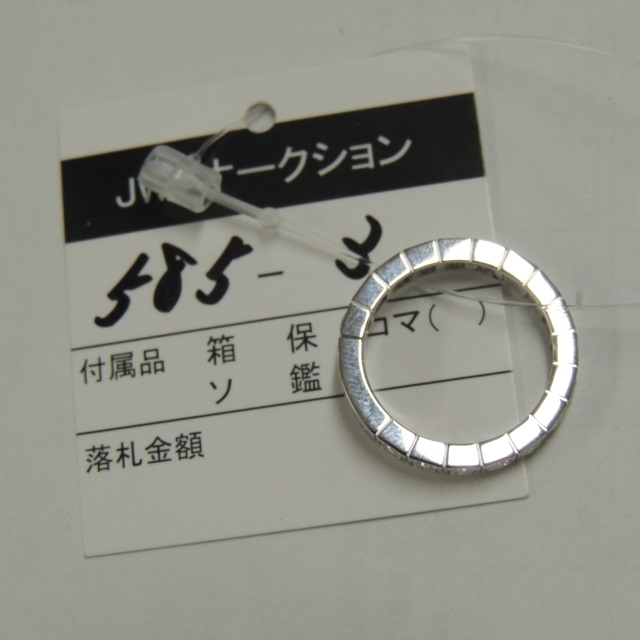 ークション
585-
付属品 箱 保 コマ( )
ソ 鑑
落札金額